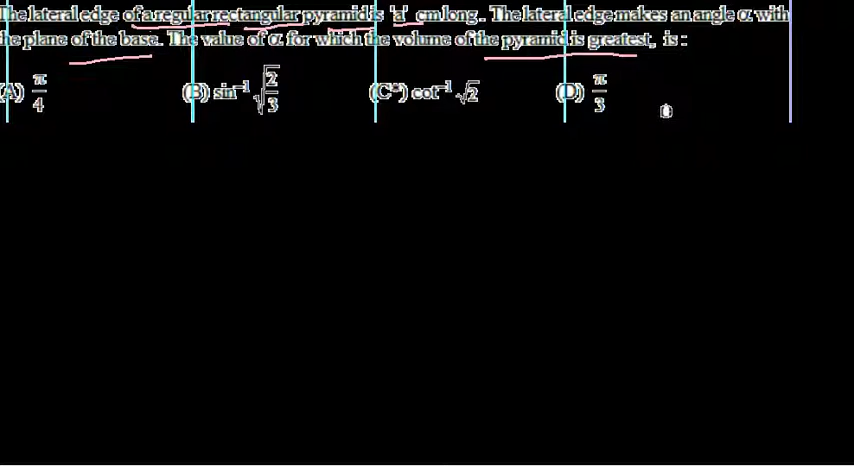 The lateral edge of a regular rectangular pyramid is 'a' cm long. The lateral edge makes an angle α with
the plane of the base. The value of α for which the volume of the pyramid is greatest, is :
(A) π/4 (B) sin⁻¹ √(2/3) (C*) cot⁻¹ √2 (D) π/3